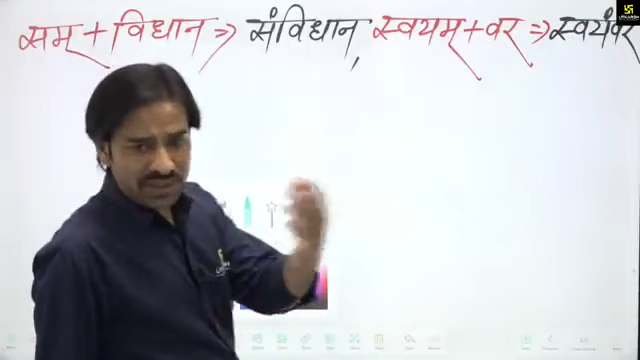 सम् + विधान => संविधान, स्वयम् + वर => स्वयंवर